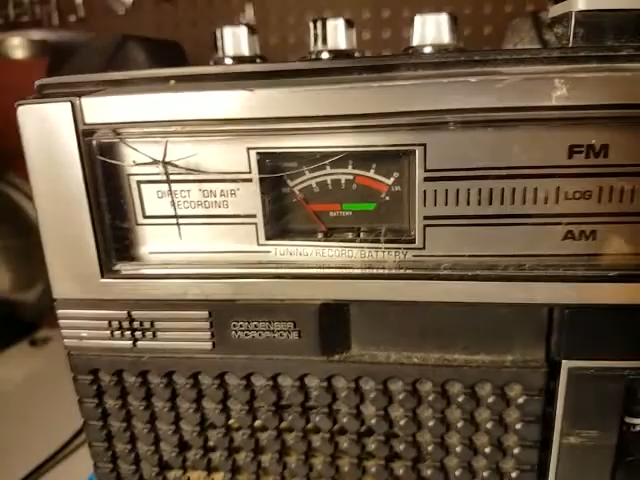 FM
DIRECT "ON AIR"
RECORDING
LOG
BATTERY
AM
TUNING/RECORD/BATTERY
CONDENSER
MICROPHONE